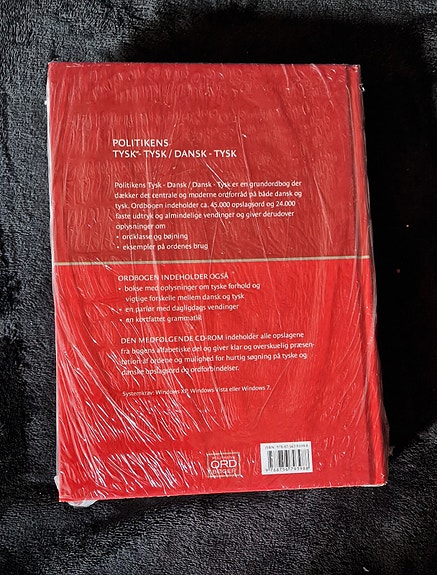 POLITIKENS
TYSK - TYSK / DANSK - TYSK
Politikens Tysk - Dansk / Dansk - Tysk er en grundordbog der
dækker det centrale og moderne ordforråd på både dansk og
tysk. Ordbogen indeholder ca. 45.000 opslagsord og 24.000
faste udtryk og almindelige vendinger og giver derudover
oplysninger om
• ordklasse og bøjning
• eksempler på ordenes brug
ORDBOGEN INDEHOLDER OGSÅ
• bokse med oplysninger om tyske forhold og
vigtige forskelle mellem dansk og tysk
• en parlør med dagligdags vendinger
• en kortfattet grammatik
DEN MEDFØLGENDE CD-ROM indeholder alle opslagene
fra bogens alfabetiske del og giver klar og overskuelig præsen-
tation af ordene og mulighed for hurtig søgning på tyske og
danske opslagsord og ordforbindelser.
Systemkrav: Windows XP, Windows Vista eller Windows 7.
POLITIKENS
ORD
BØGER